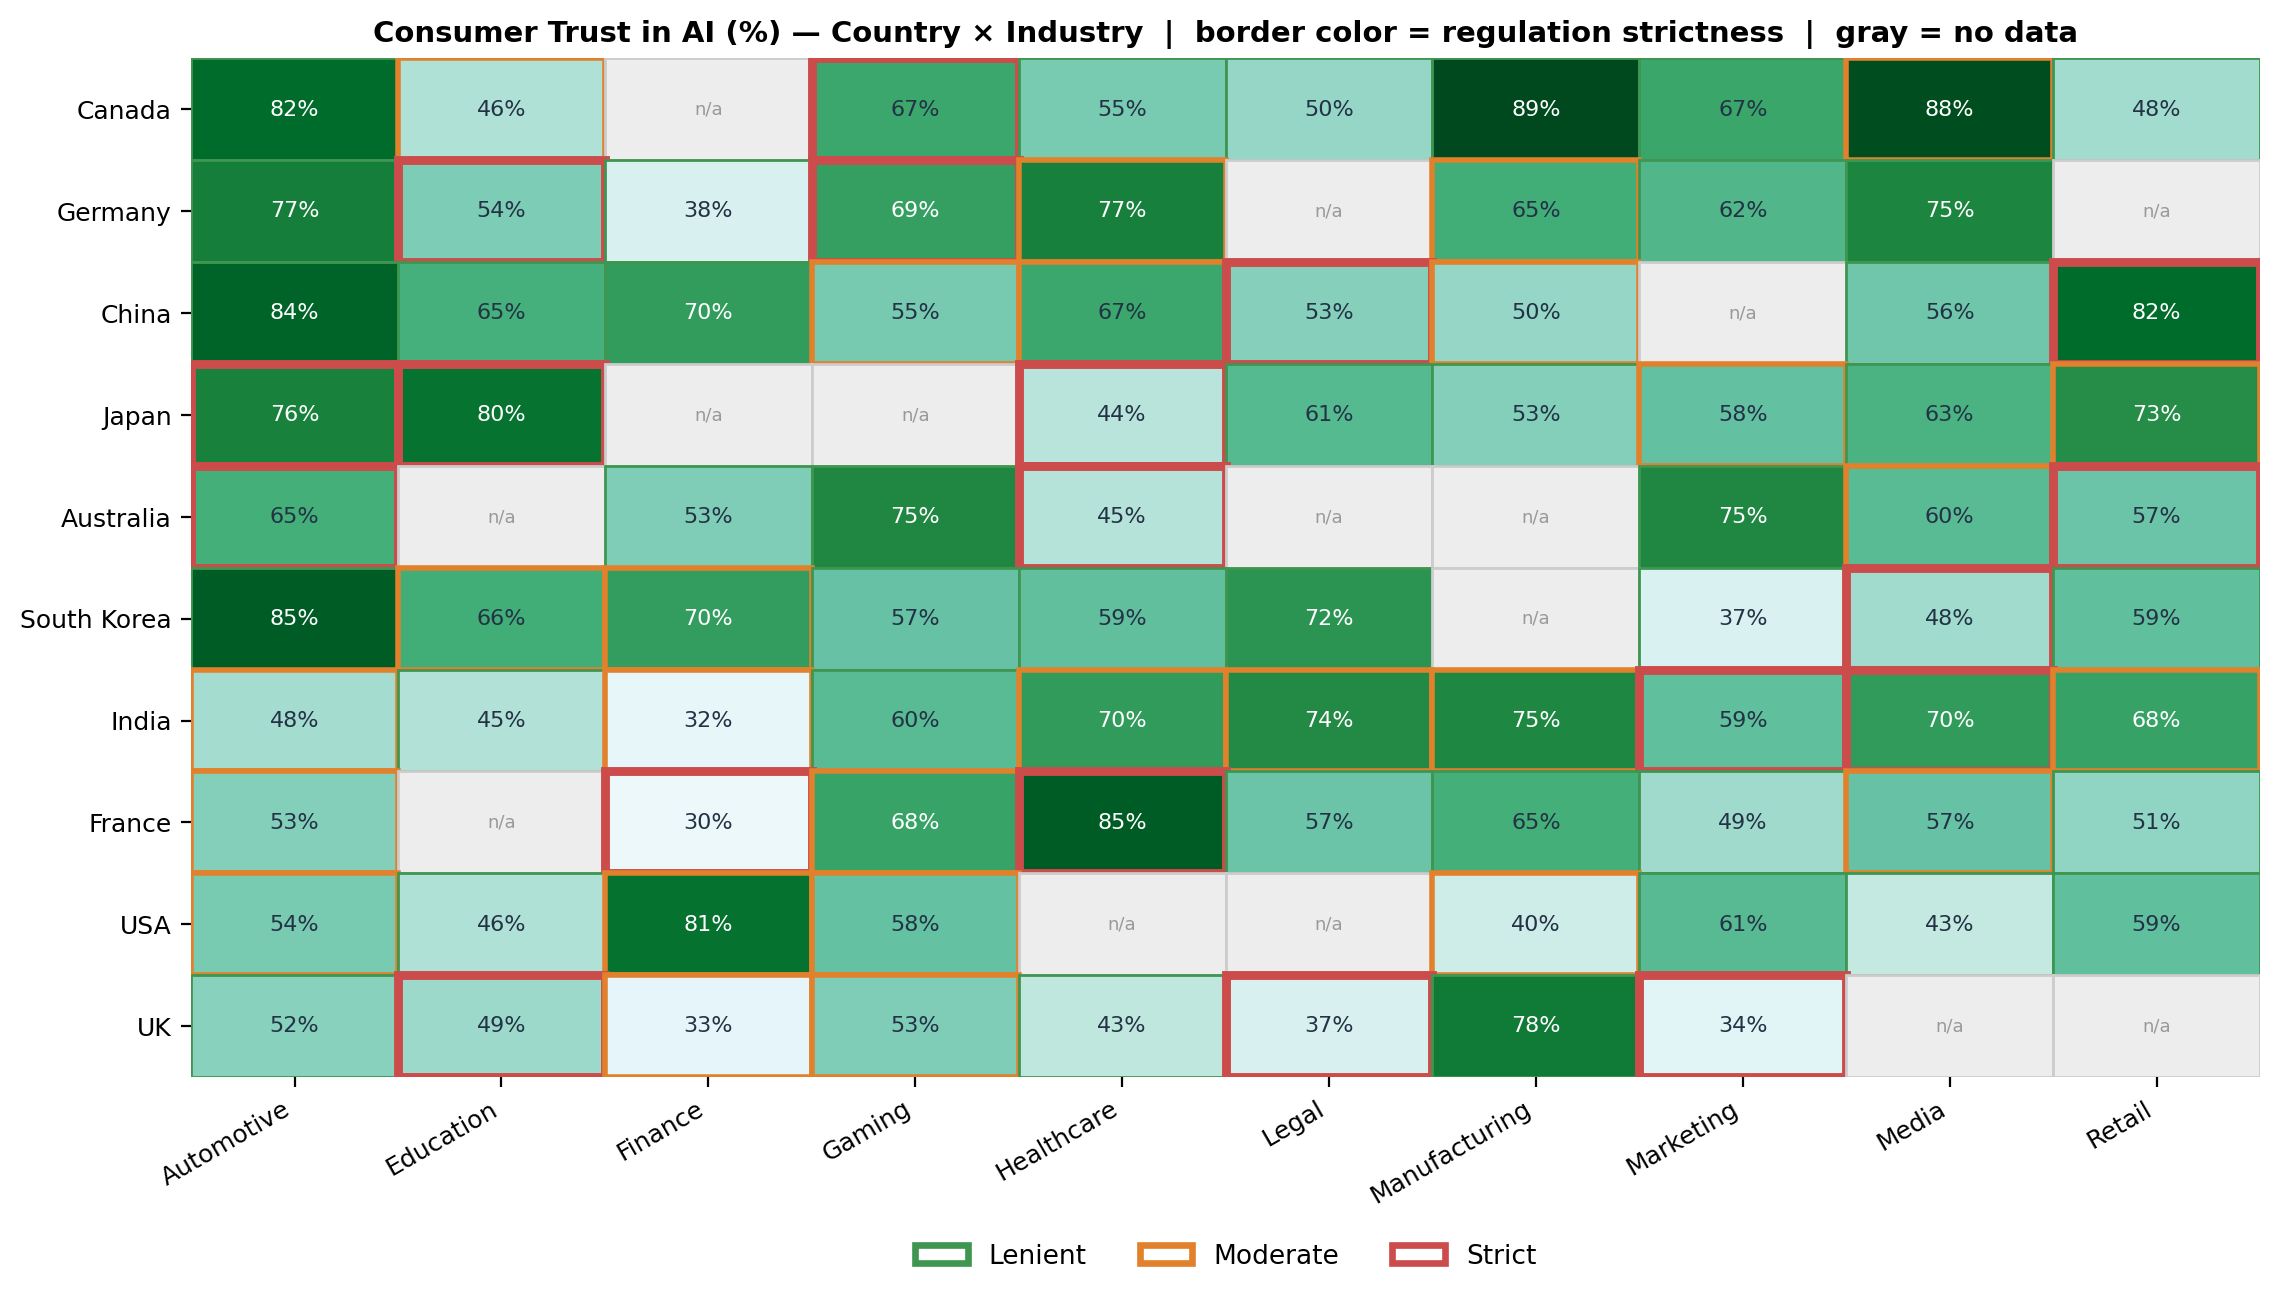 Consumer Trust in AI (%) — Country × Industry | border color = regulation strictness | gray = no data
Canada 82% 46% n/a 67% 55% 50% 89% 67% 88% 48%
Germany 77% 54% 38% 69% 77% n/a 65% 62% 75% n/a
China 84% 65% 70% 55% 67% 53% 50% n/a 56% 82%
Japan 76% 80% n/a n/a 44% 61% 53% 58% 63% 73%
Australia 65% n/a 53% 75% 45% n/a n/a 75% 60% 57%
South Korea 85% 66% 70% 57% 59% 72% n/a 37% 48% 59%
India 48% 45% 32% 60% 70% 74% 75% 59% 70% 68%
France 53% n/a 30% 68% 85% 57% 65% 49% 57% 51%
USA 54% 46% 81% 58% n/a n/a 40% 61% 43% 59%
UK 52% 49% 33% 53% 43% 37% 78% 34% n/a n/a
Automotive Education Finance Gaming Healthcare Legal Manufacturing Marketing Media Retail
Lenient Moderate Strict